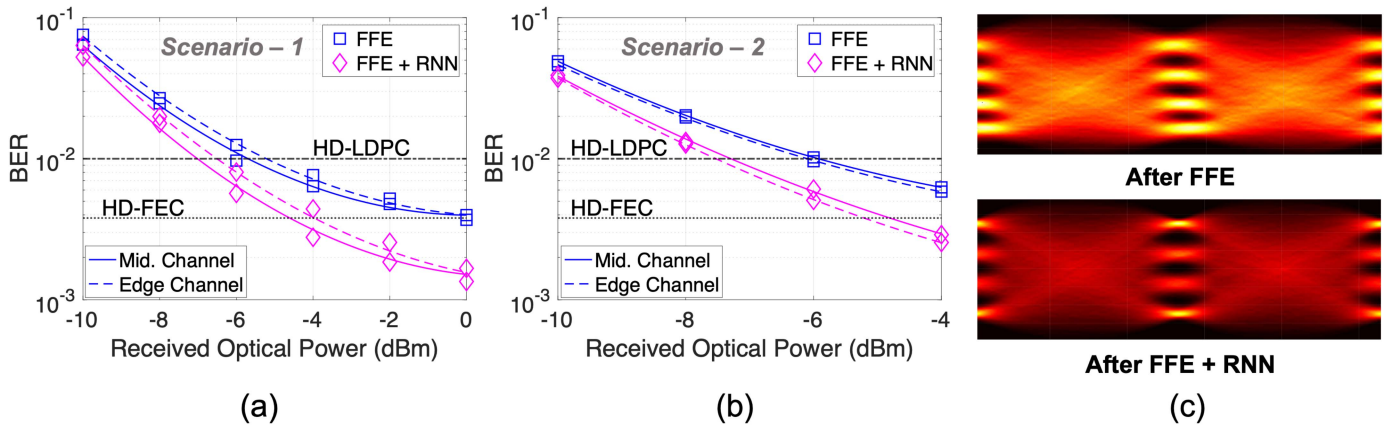 10-1
Scenario – 1
FFE
FFE + RNN
BER
10-2
HD-LDPC
HD-FEC
Mid. Channel
Edge Channel
10-3
-10
-8
-6
-4
-2
0
Received Optical Power (dBm)
(a)
10-1
Scenario – 2
FFE
FFE + RNN
BER
10-2
HD-LDPC
HD-FEC
Mid. Channel
Edge Channel
10-3
-10
-8
-6
-4
Received Optical Power (dBm)
(b)
After FFE
After FFE + RNN
(c)